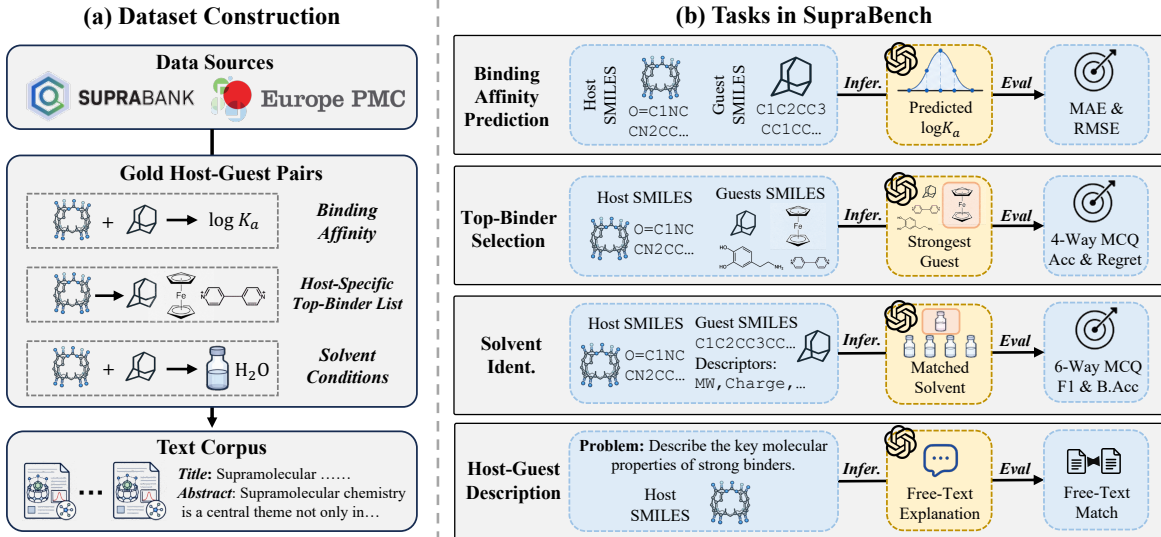 (a) Dataset Construction
Data Sources
SUPRABANK
Europe PMC
Gold Host-Guest Pairs
+ → log Kₐ
Binding
Affinity
Fe
Host-Specific
Top-Binder List
+ → H₂O
Solvent
Conditions
Text Corpus
Title: Supramolecular ……
Abstract: Supramolecular chemistry
is a central theme not only in…
(b) Tasks in SupraBench
Binding
Affinity
Prediction
Host
SMILES
O=C1NC
CN2CC…
Guest
SMILES
C1C2CC3
CC1CC…
Infer.
Predicted
logKₐ
Eval
MAE &
RMSE
Top-Binder
Selection
Host SMILES
O=C1NC
CN2CC…
Guests SMILES
Fe
HO
HO
NH₂
Infer.
Fe
Strongest
Guest
Eval
4-Way MCQ
Acc & Regret
Solvent
Ident.
Host SMILES
O=C1NC
CN2CC…
Guest SMILES
C1C2CC3CC…
Descriptors:
MW,Charge,…
Infer.
Matched
Solvent
Eval
6-Way MCQ
F1 & B.Acc
Host-Guest
Description
Problem: Describe the key molecular
properties of strong binders.
Host
SMILES
Infer.
Free-Text
Explanation
Eval
Free-Text
Match